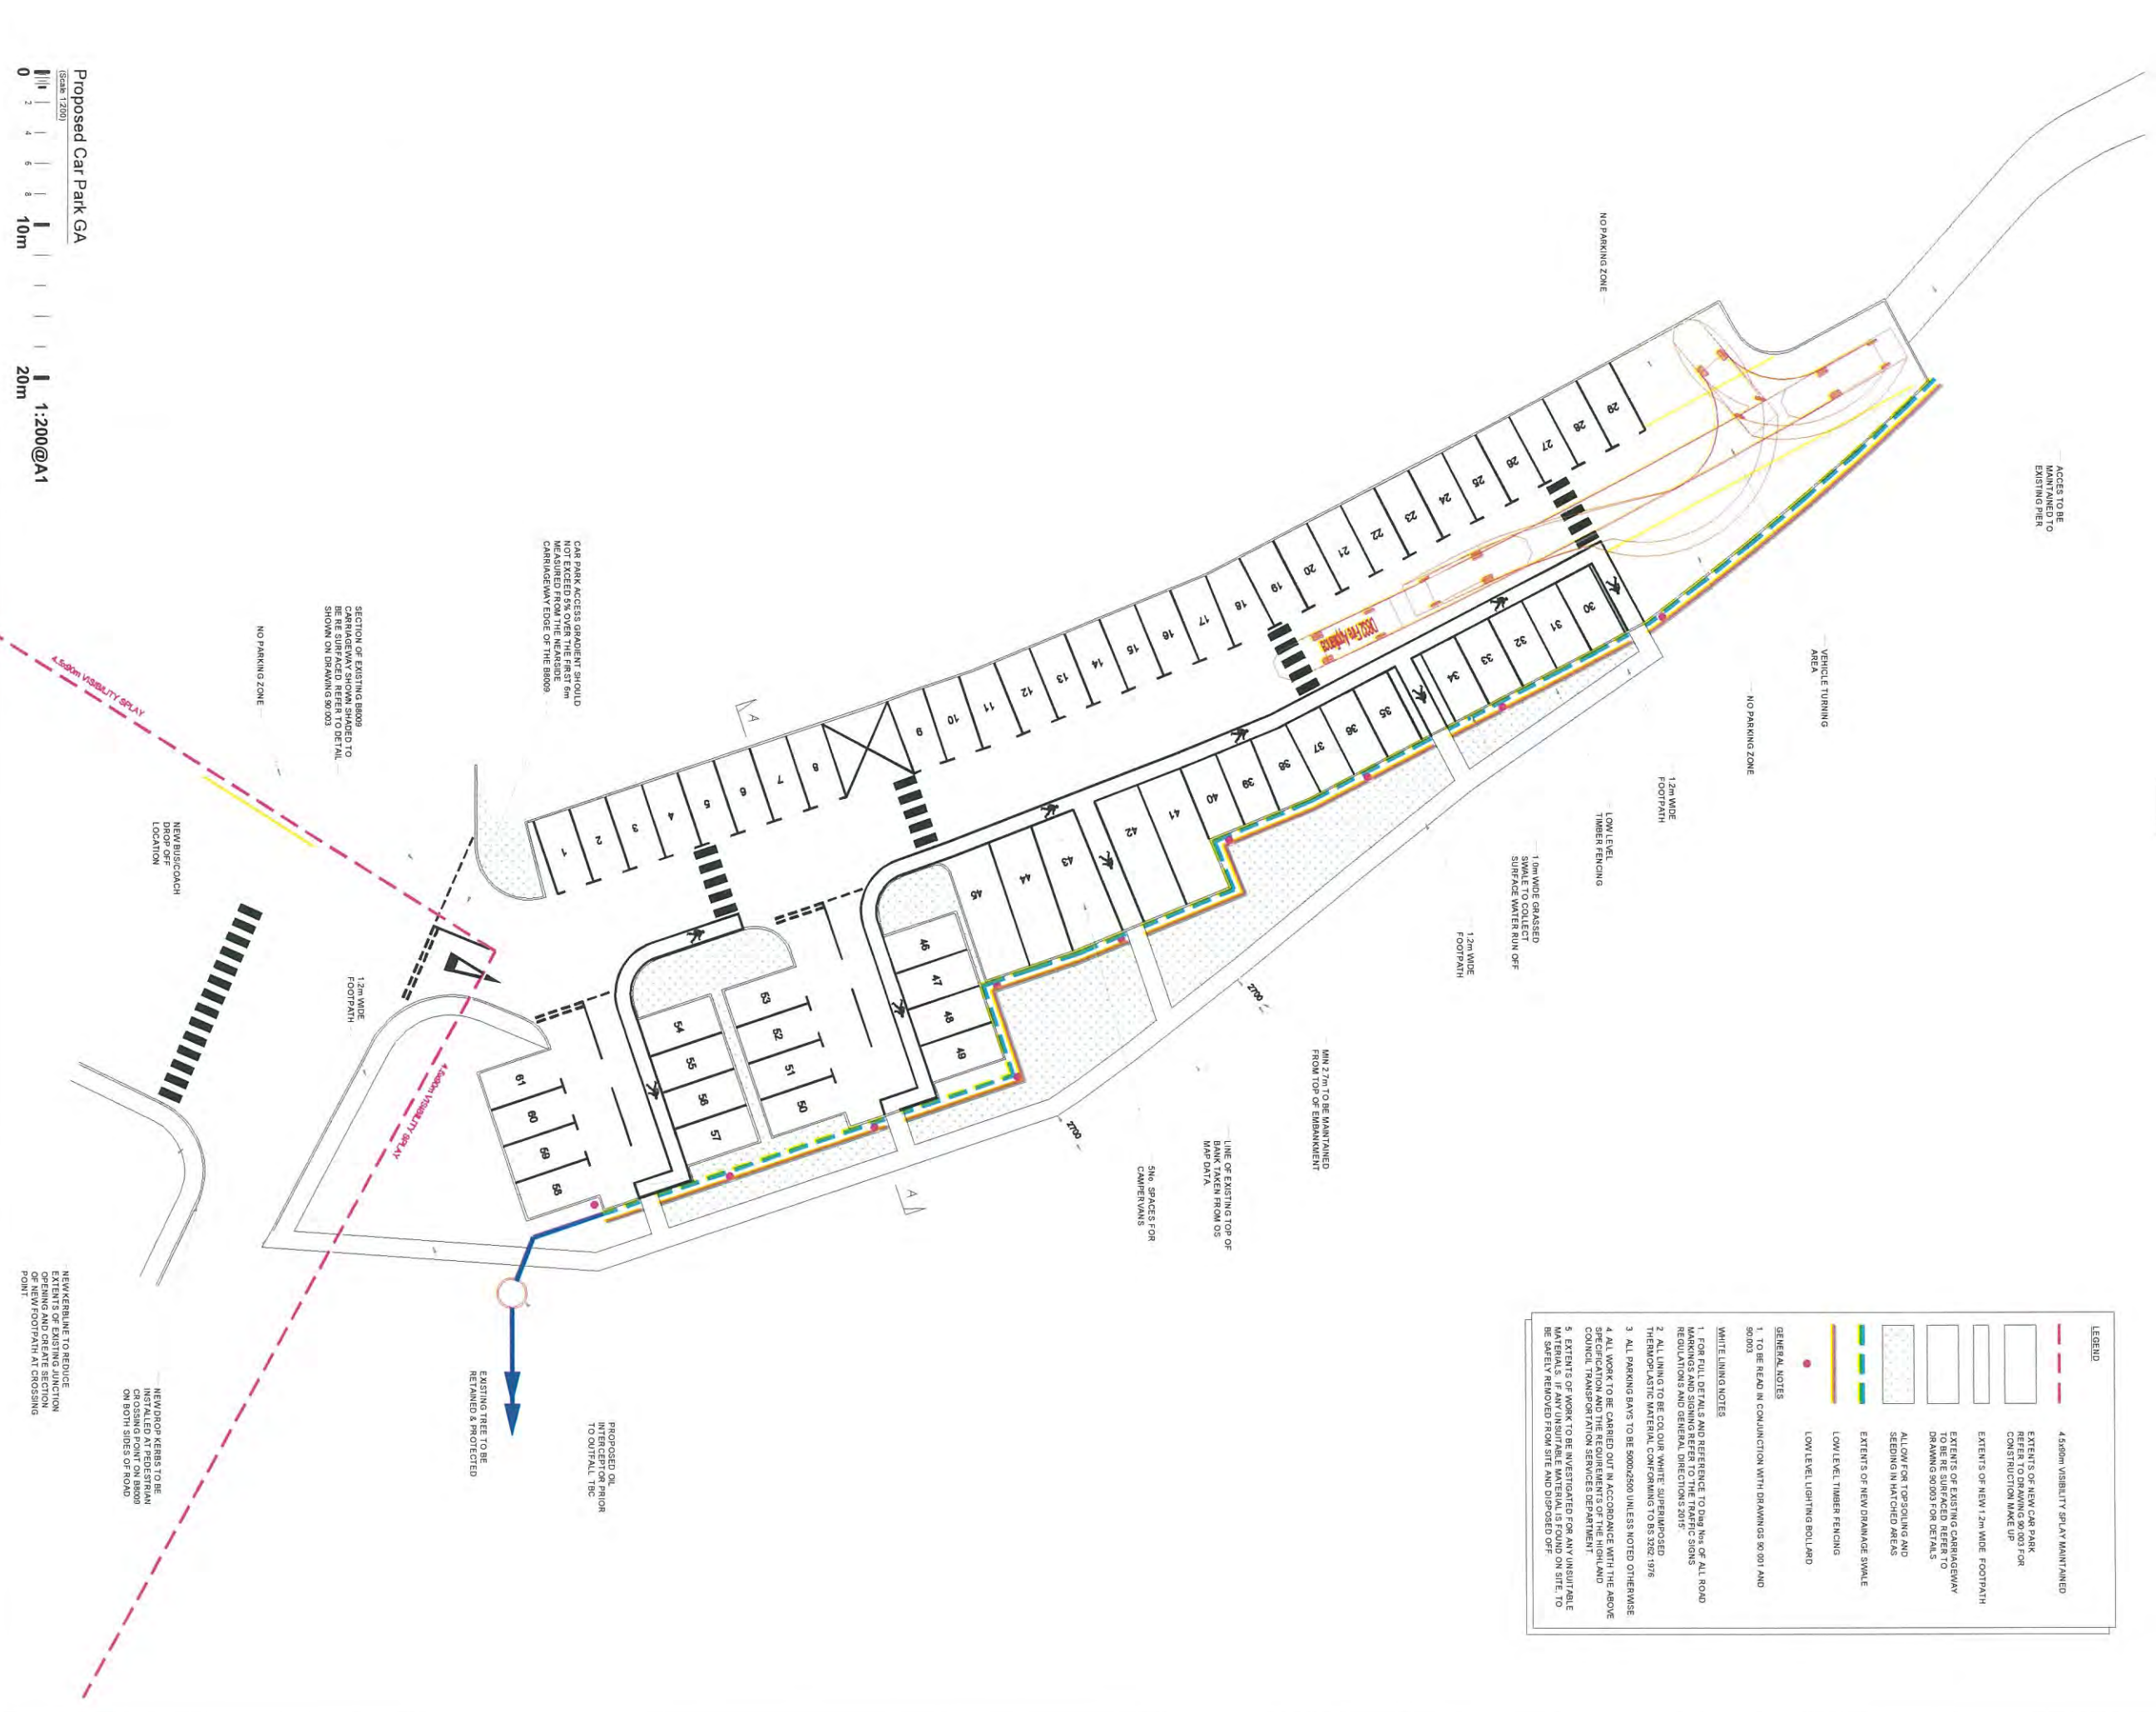 Proposed Car Park GA
(Scale 1:200)
0 2 4 6 8 10m 20m
1:200@A1
LEGEND
4.5x90m VISIBILITY SPLAY MAINTAINED
EXTENTS OF NEW CAR PARK
REFER TO DRAWING 90:003 FOR
CONSTRUCTION MAKE UP
EXTENTS OF NEW 1.2m WIDE FOOTPATH
EXTENTS OF EXISTING CARRIAGEWAY
TO BE RE SURFACED REFER TO
DRAWING 90:003 FOR DETAILS
ALLOW FOR TOPSOILING AND
SEEDING IN HATCHED AREAS
EXTENTS OF NEW DRAINAGE SWALE
LOW LEVEL TIMBER FENCING
LOW LEVEL LIGHTING BOLLARD
GENERAL NOTES
1. TO BE READ IN CONJUNCTION WITH DRAWINGS 90:001 AND
90:003
WHITE LINING NOTES
1. FOR FULL DETAILS AND REFERENCE TO Diag Nos OF ALL ROAD
MARKINGS AND SIGNING REFER TO 'THE TRAFFIC SIGNS
REGULATIONS AND GENERAL DIRECTIONS 2015'.
2. ALL LINING TO BE COLOUR 'WHITE' SUPERIMPOSED
THERMOPLASTIC MATERIAL CONFORMING TO BS 3262:1976
3. ALL PARKING BAYS TO BE 5000x2500 UNLESS NOTED OTHERWISE.
4. ALL WORK TO BE CARRIED OUT IN ACCORDANCE WITH THE ABOVE
SPECIFICATION AND THE REQUIREMENTS OF THE HIGHLAND
COUNCIL TRANSPORTATION SERVICES DEPARTMENT.
5. EXTENTS OF WORK TO BE INVESTIGATED FOR ANY UNSUITABLE
MATERIALS. IF ANY UNSUITABLE MATERIAL IS FOUND ON SITE, TO
BE SAFELY REMOVED FROM SITE AND DISPOSED OFF.
ACCES TO BE
MAINTAINED TO
EXISTING PIER
VEHICLE TURNING
AREA
NO PARKING ZONE
NO PARKING ZONE
1.2m WIDE
FOOTPATH
LOW LEVEL
TIMBER FENCING
1.0m WIDE GRASSED
SWALE TO COLLECT
SURFACE WATER RUN OFF
1.2m WIDE
FOOTPATH
MIN 2.7m TO BE MAINTAINED
FROM TOP OF EMBANKMENT
LINE OF EXISTING TOP OF
BANK TAKEN FROM OS
MAP DATA
5No. SPACES FOR
CAMPERVANS
2700
2700
CAR PARK ACCESS GRADIENT SHOULD
NOT EXCEED 5% OVER THE FIRST 6m
MEASURED FROM THE NEARSIDE
CARRIAGEWAY EDGE OF THE B8009.
SECTION OF EXISTING B8009
CARRIAGEWAY SHOWN SHADED TO
BE RE SURFACED REFER TO DETAIL
SHOWN ON DRAWING 90:003
NO PARKING ZONE
NEW BUS/COACH
DROP OFF
LOCATION
1.2m WIDE
FOOTPATH
4.5x90m VISIBILITY SPLAY
4.5x90m VISIBILITY SPLAY
PROPOSED OIL
INTERCEPTOR PRIOR
TO OUTFALL TBC
EXISTING TREE TO BE
RETAINED & PROTECTED
NEW DROP KERBS TO BE
INSTALLED AT PEDESTRIAN
CROSSING POINT ON B8009
ON BOTH SIDES OF ROAD
NEW KERBLINE TO REDUCE
EXTENTS OF EXISTING JUNCTION
OPENING AND CREATE SECTION
OF NEW FOOTPATH AT CROSSING
POINT.
DB32 Fire Appliance
A
A
1
2
3
4
5
6
7
8
9
10
11
12
13
14
15
16
17
18
19
20
21
22
23
24
25
26
27
28
29
30
31
32
33
34
35
36
37
38
39
40
41
42
43
44
45
46
47
48
49
50
51
52
53
54
55
56
57
58
59
60
61